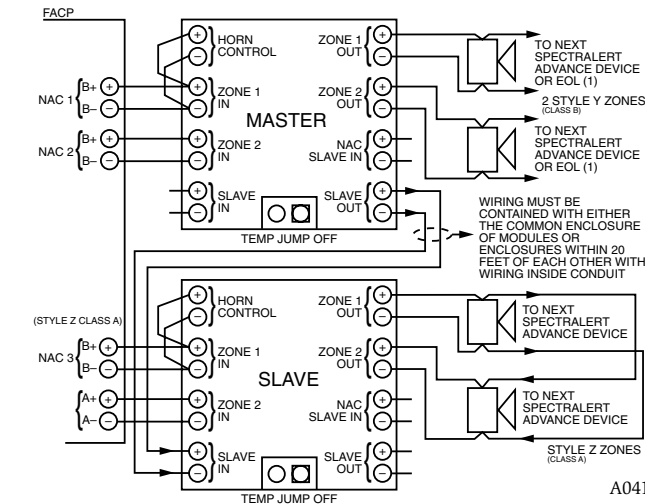 FACP
NAC 1
B+ +
B– –
NAC 2
B+ +
B– –
+ HORN
– CONTROL
+ ZONE 1
– IN
+ ZONE 2
– IN
+ SLAVE
– IN
MASTER
ZONE 1 +
OUT –
ZONE 2 +
OUT –
NAC +
SLAVE IN –
SLAVE +
OUT –
TEMP JUMP OFF
TO NEXT
SPECTRALERT
ADVANCE DEVICE
OR EOL (1)
2 STYLE Y ZONES
(CLASS B)
TO NEXT
SPECTRALERT
ADVANCE DEVICE
OR EOL (1)
WIRING MUST BE
CONTAINED WITH EITHER
THE COMMON ENCLOSURE
OF MODULES OR
ENCLOSURES WITHIN 20
FEET OF EACH OTHER WITH
WIRING INSIDE CONDUIT
(STYLE Z CLASS A)
NAC 3
B+ +
B– –
A+ +
A– –
+ HORN
– CONTROL
+ ZONE 1
– IN
+ ZONE 2
– IN
+ SLAVE
– IN
SLAVE
ZONE 1 +
OUT –
ZONE 2 +
OUT –
NAC +
SLAVE IN –
SLAVE +
OUT –
TEMP JUMP OFF
TO NEXT
SPECTRALERT
ADVANCE DEVICE
TO NEXT
SPECTRALERT
ADVANCE DEVICE
STYLE Z ZONES
(CLASS A)